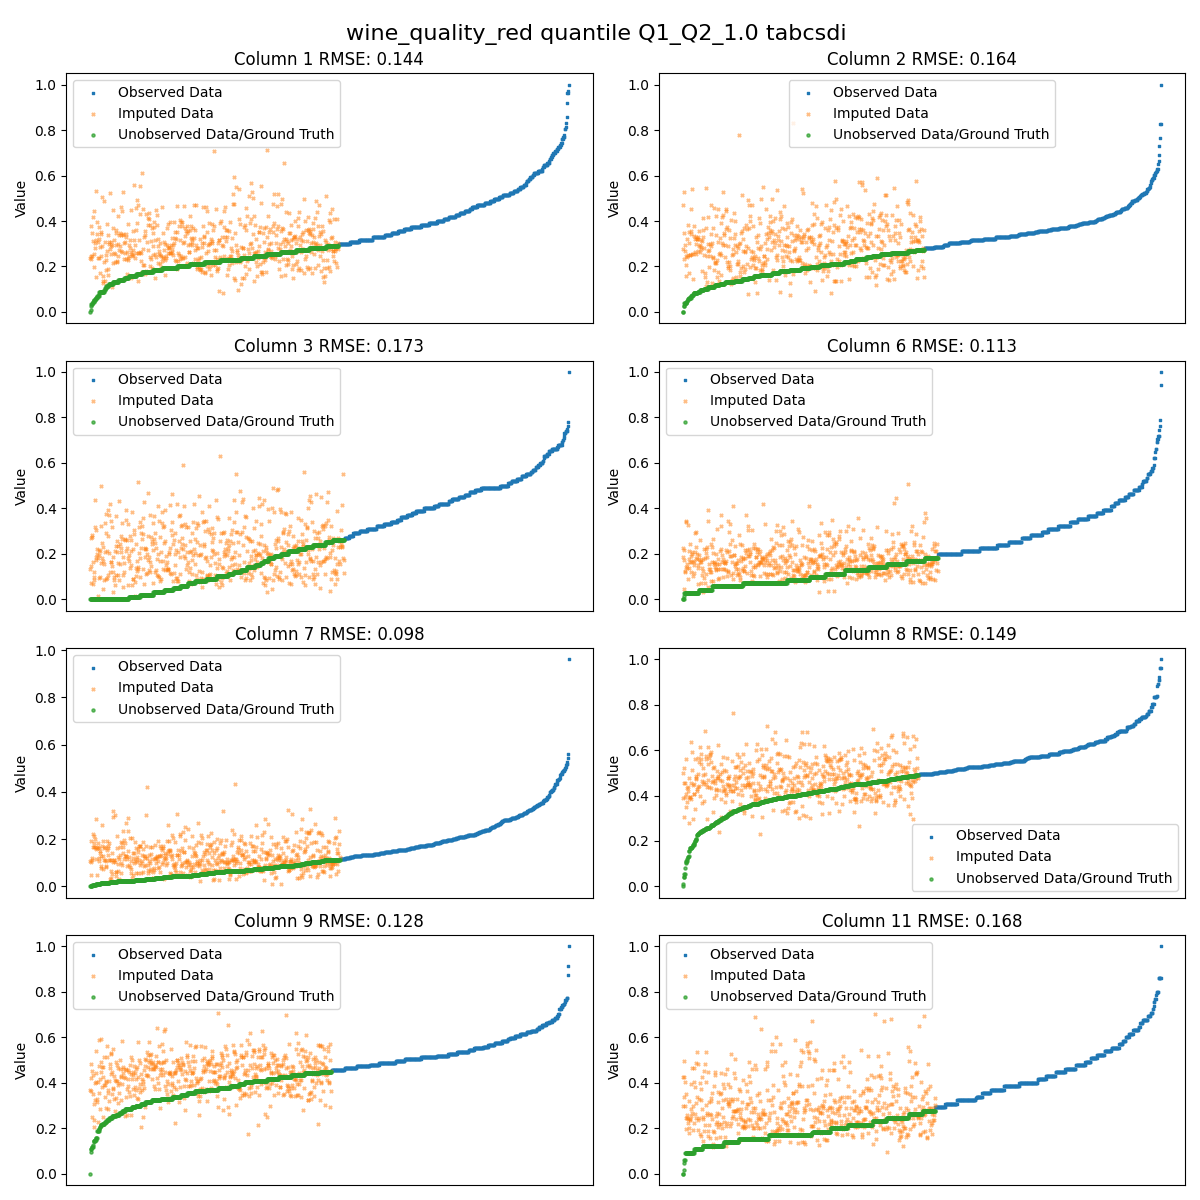 wine_quality_red quantile Q1_Q2_1.0 tabcsdi
Column 1 RMSE: 0.144
Value
1.0
0.8
0.6
0.4
0.2
0.0
Observed Data
Imputed Data
Unobserved Data/Ground Truth
Column 2 RMSE: 0.164
Value
1.0
0.8
0.6
0.4
0.2
0.0
Observed Data
Imputed Data
Unobserved Data/Ground Truth
Column 3 RMSE: 0.173
Value
1.0
0.8
0.6
0.4
0.2
0.0
Observed Data
Imputed Data
Unobserved Data/Ground Truth
Column 6 RMSE: 0.113
Value
1.0
0.8
0.6
0.4
0.2
0.0
Observed Data
Imputed Data
Unobserved Data/Ground Truth
Column 7 RMSE: 0.098
Value
1.0
0.8
0.6
0.4
0.2
0.0
Observed Data
Imputed Data
Unobserved Data/Ground Truth
Column 8 RMSE: 0.149
Value
1.0
0.8
0.6
0.4
0.2
0.0
Observed Data
Imputed Data
Unobserved Data/Ground Truth
Column 9 RMSE: 0.128
Value
1.0
0.8
0.6
0.4
0.2
0.0
Observed Data
Imputed Data
Unobserved Data/Ground Truth
Column 11 RMSE: 0.168
Value
1.0
0.8
0.6
0.4
0.2
0.0
Observed Data
Imputed Data
Unobserved Data/Ground Truth